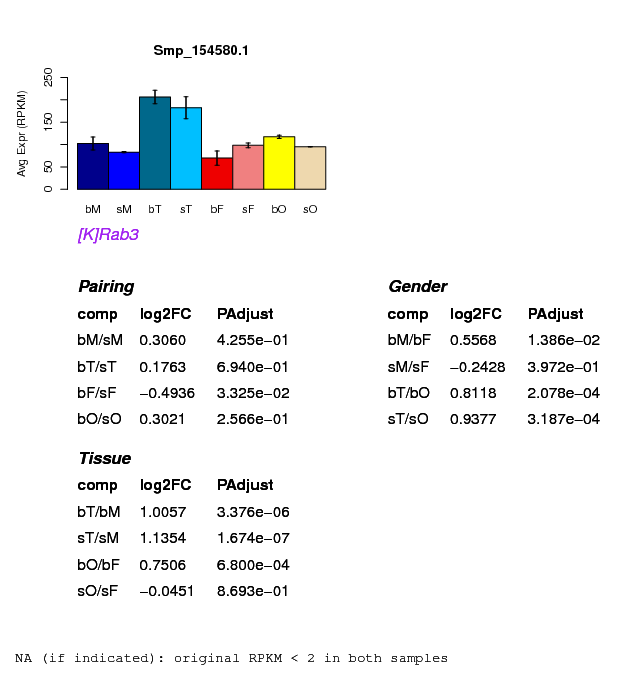 Smp_154580.1
Avg Expr (RPKM)
250
150
50
0
bM sM bT sT bF sF bO sO
[K]Rab3
Pairing
comp log2FC PAdjust
bM/sM 0.3060 4.255e−01
bT/sT 0.1763 6.940e−01
bF/sF −0.4936 3.325e−02
bO/sO 0.3021 2.566e−01
Gender
comp log2FC PAdjust
bM/bF 0.5568 1.386e−02
sM/sF −0.2428 3.972e−01
bT/bO 0.8118 2.078e−04
sT/sO 0.9377 3.187e−04
Tissue
comp log2FC PAdjust
bT/bM 1.0057 3.376e−06
sT/sM 1.1354 1.674e−07
bO/bF 0.7506 6.800e−04
sO/sF −0.0451 8.693e−01
NA (if indicated): original RPKM < 2 in both samples